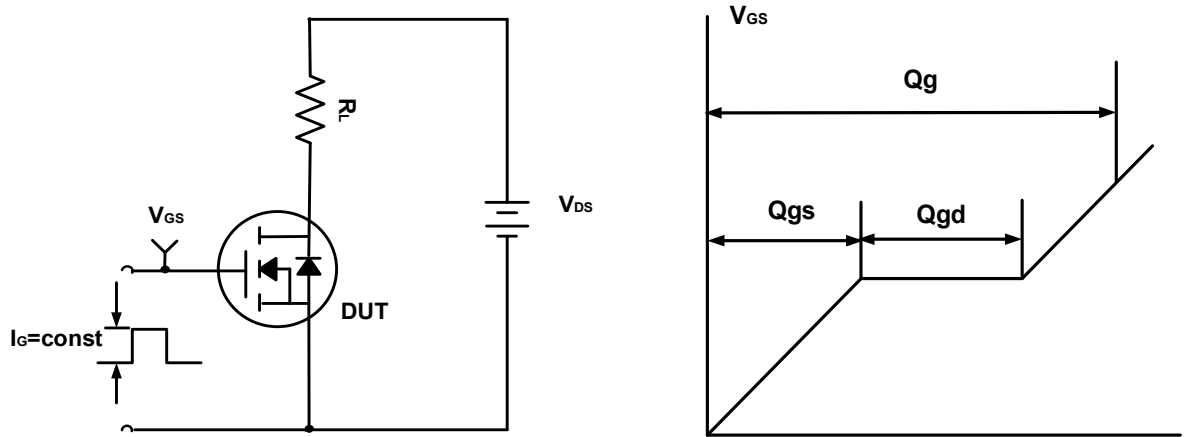 RL
VGS
VDS
DUT
IG=const
VGS
Qg
Qgs
Qgd